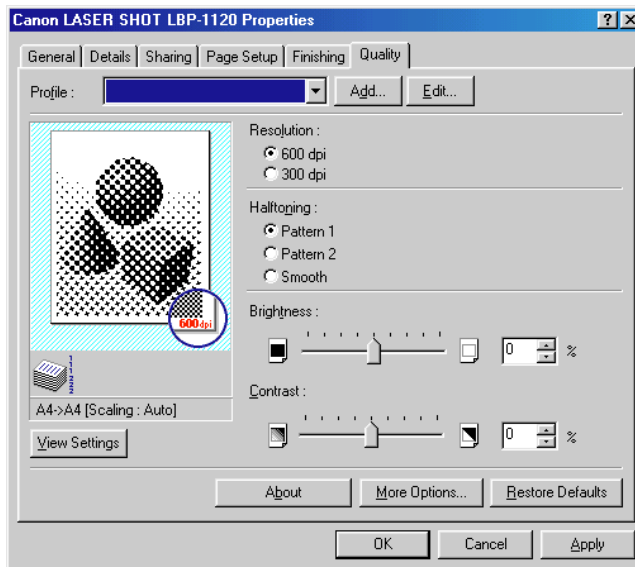 Canon LASER SHOT LBP-1120 Properties
General Details Sharing Page Setup Finishing Quality
Profile : Add... Edit...
Resolution :
600 dpi
300 dpi
Halftoning :
Pattern 1
Pattern 2
Smooth
600 dpi
Brightness :
0 %
A4->A4 [Scaling : Auto]
Contrast :
0 %
View Settings
About More Options... Restore Defaults
OK Cancel Apply